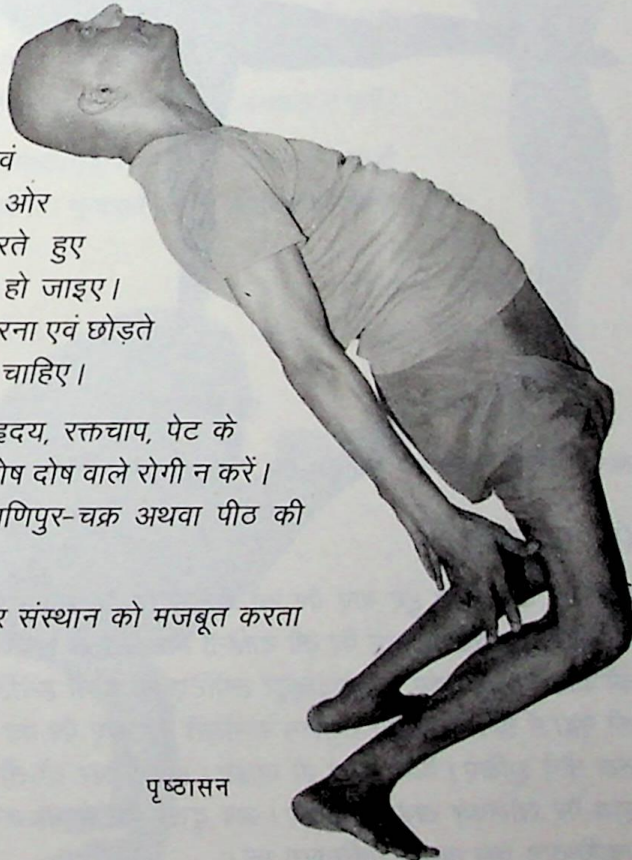 वं
ओर
रते हुए
हो जाइए।
रना एवं छोड़ते
चाहिए।
हृदय, रक्तचाप, पेट के
ोष दोष वाले रोगी न करें।
णिपुर-चक्र अथवा पीठ की
र संस्थान को मजबूत करता
पृष्ठासन